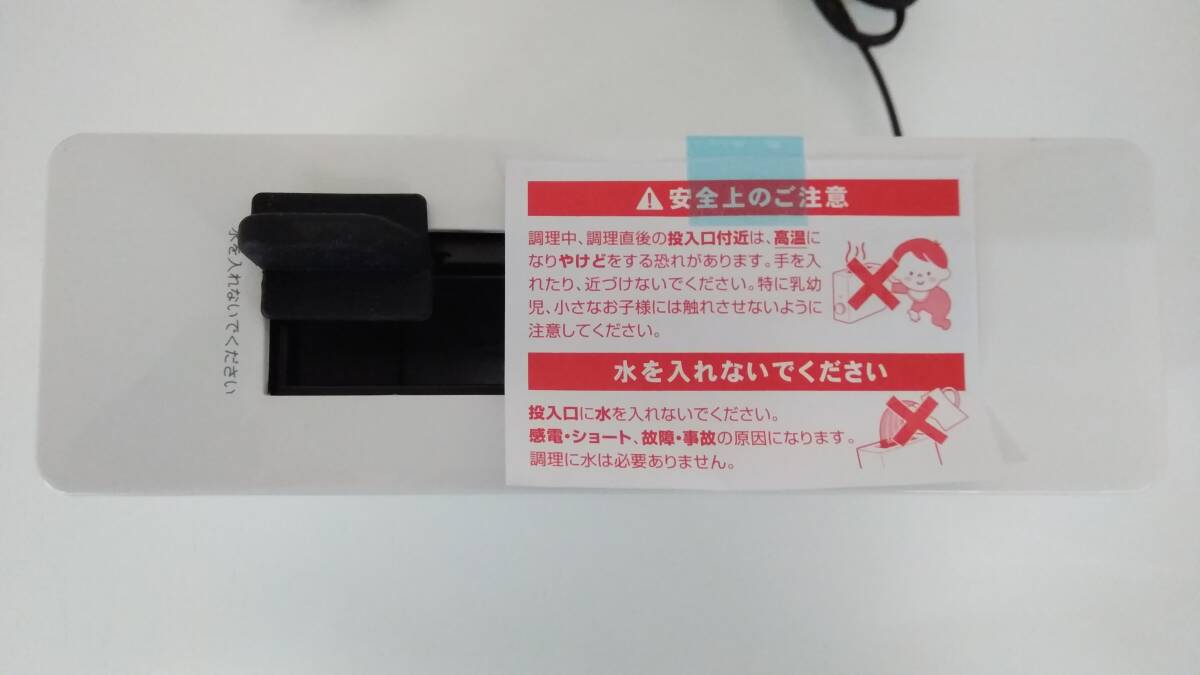 水を入れないでください
安全上のご注意
調理中、調理直後の投入口付近は、高温に
なりやけどをする恐れがあります。手を入
れたり、近づけないでください。特に乳幼
児、小さなお子様には触れさせないように
注意してください。
水を入れないでください
投入口に水を入れないでください。
感電・ショート、故障・事故の原因になります。
調理に水は必要ありません。